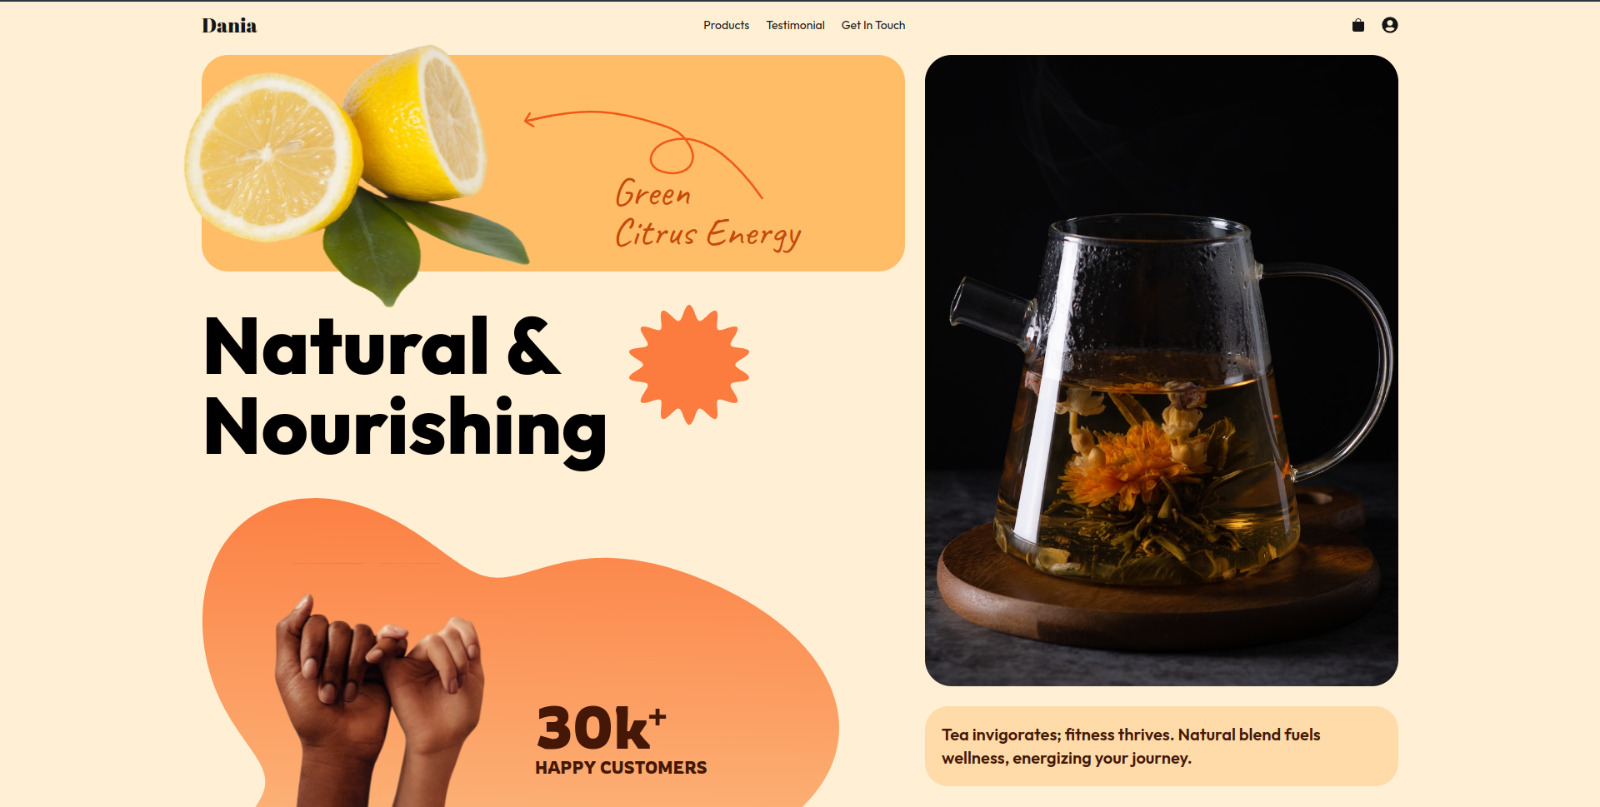 Dania
Products
Testimonial
Get In Touch
Green
Citrus Energy
Natural &
Nourishing
30k+
HAPPY CUSTOMERS
Tea invigorates; fitness thrives. Natural blend fuels
wellness, energizing your journey.